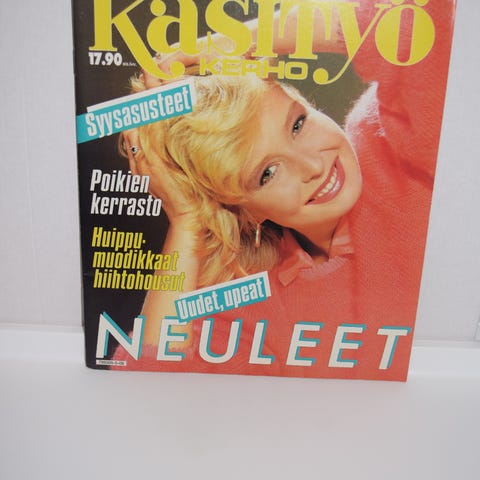 Käsityö
KERHO
17.90
Syysasusteet
Poikien
kerrasto
Huippu-
muodikkaat
hiihtohousut
Uudet, upeat
NEULEET